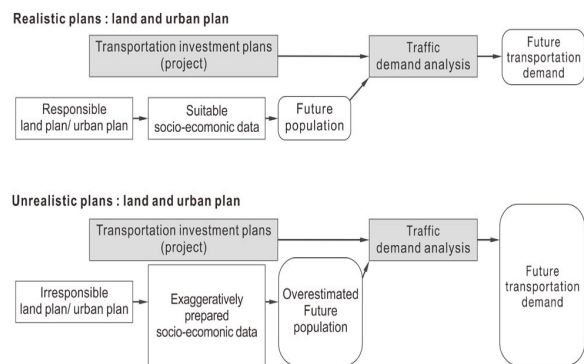 Realistic plans : land and urban plan
Transportation investment plans
(project)
Traffic
demand analysis
Future
transportation
demand
Responsible
land plan/ urban plan
Suitable
socio-ecomonic data
Future
population
Unrealistic plans : land and urban plan
Transportation investment plans
(project)
Traffic
demand analysis
Future
transportation
demand
Irresponsible
land plan/ urban plan
Exaggeratively
prepared
socio-ecomonic data
Overestimated
Future
population